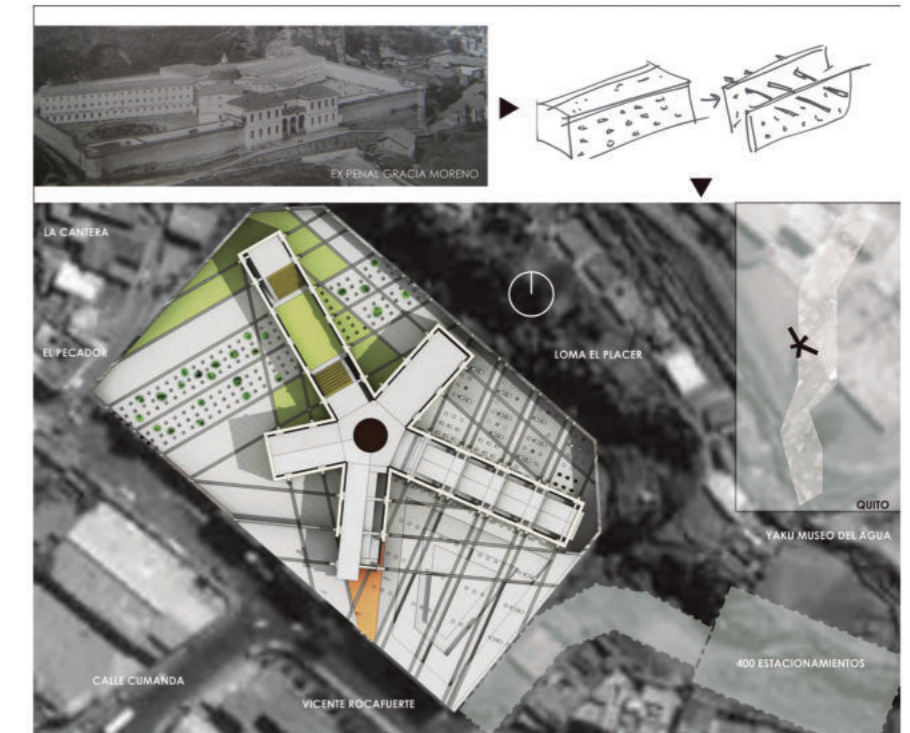 EX PENAL GRACIA MORENO
LA CANTERA
EL PECADOR
LOMA EL PLACER
QUITO
YAKU MUSEO DEL AGUA
400 ESTACIONAMIENTOS
CALLE CUMANDA
VICENTE ROCAFUERTE